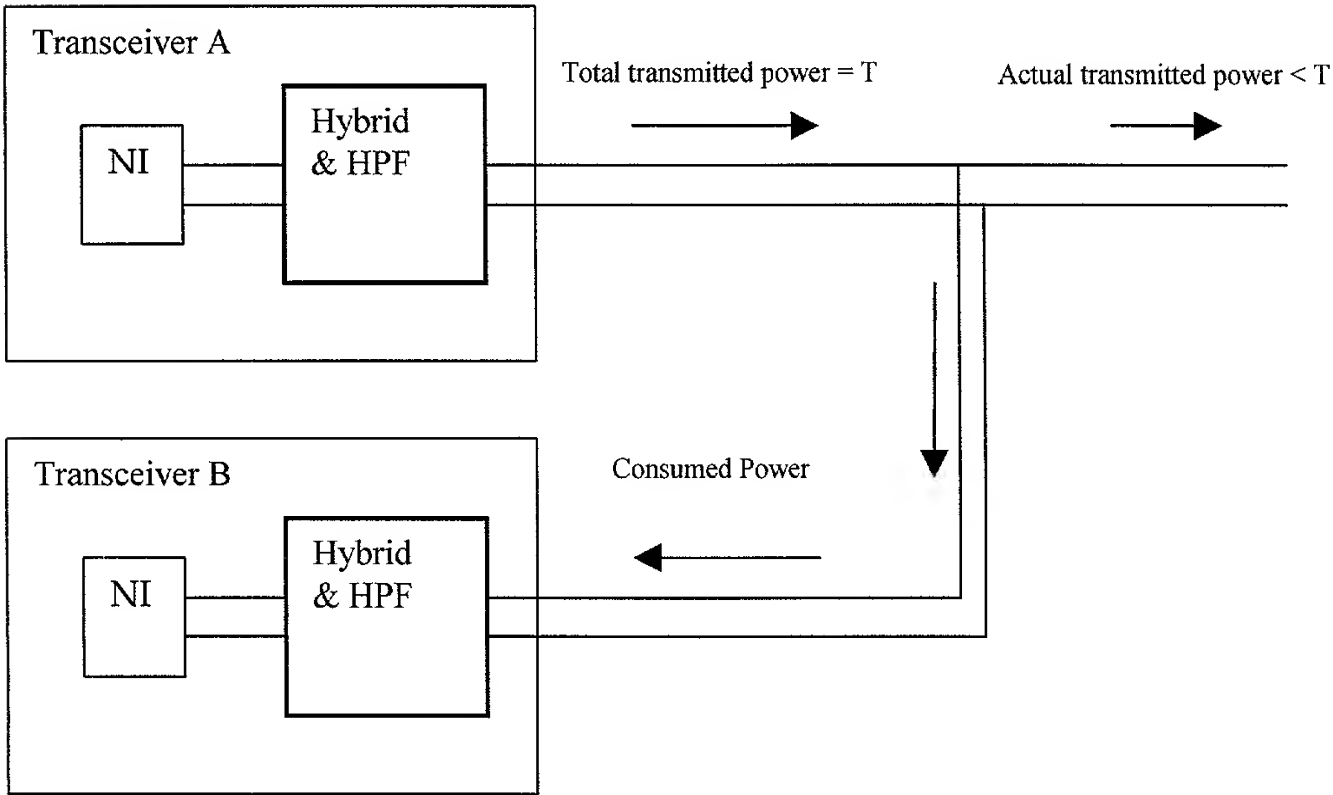 Transceiver A
Total transmitted power = T
Actual transmitted power < T
NI
Hybrid
& HPF
Transceiver B
Consumed Power
NI
Hybrid
& HPF